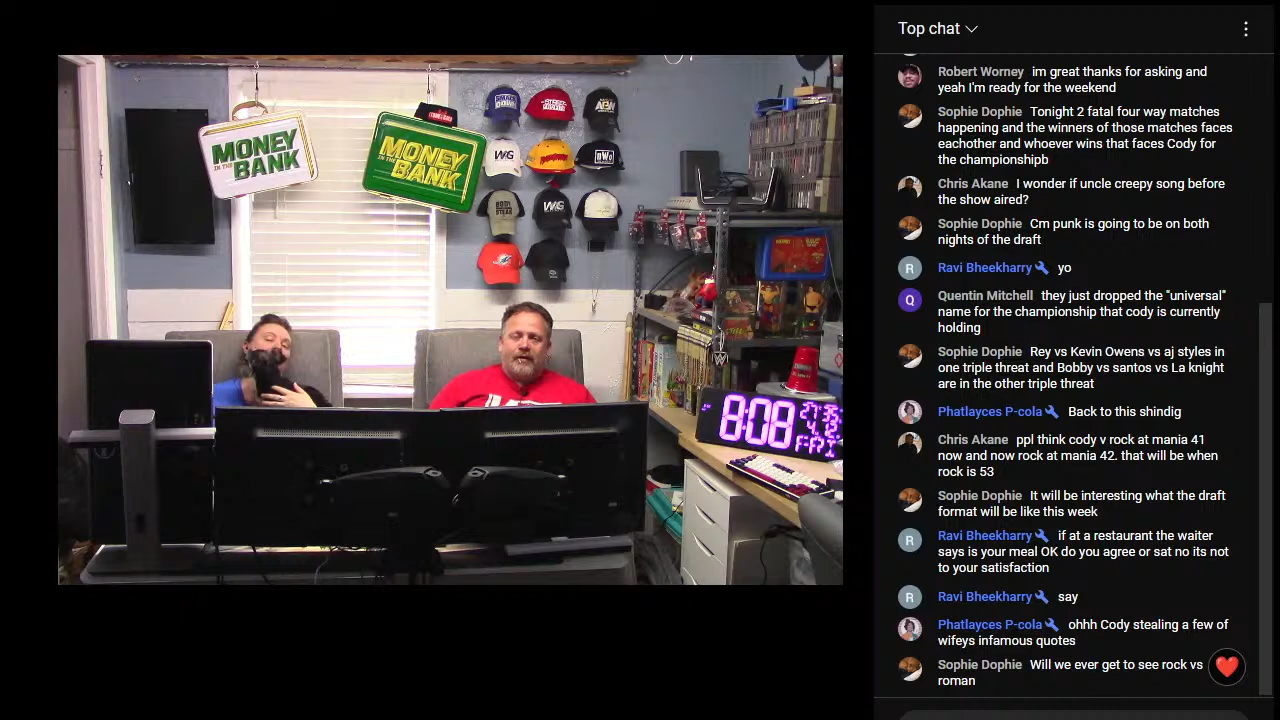 Top chat
Robert Worney im great thanks for asking and
yeah I'm ready for the weekend
Sophie Dophie Tonight 2 fatal four way matches
happening and the winners of those matches faces
eachother and whoever wins that faces Cody for
the championshipb
Chris Akane I wonder if uncle creepy song before
the show aired?
Sophie Dophie Cm punk is going to be on both
nights of the draft
R Ravi Bheekharry yo
Q Quentin Mitchell they just dropped the "universal"
name for the championship that cody is currently
holding
Sophie Dophie Rey vs Kevin Owens vs aj styles in
one triple threat and Bobby vs santos vs La knight
are in the other triple threat
Phatlayces P-cola Back to this shindig
Chris Akane ppl think cody v rock at mania 41
now and now rock at mania 42. that will be when
rock is 53
Sophie Dophie It will be interesting what the draft
format will be like this week
R Ravi Bheekharry if at a restaurant the waiter
says is your meal OK do you agree or sat no its not
to your satisfaction
R Ravi Bheekharry say
Phatlayces P-cola ohhh Cody stealing a few of
wifeys infamous quotes
Sophie Dophie Will we ever get to see rock vs
roman
MONEY
IN THE BANK
MONEY
IN THE BANK
W4G
nWo
W4G
8:08
FRI